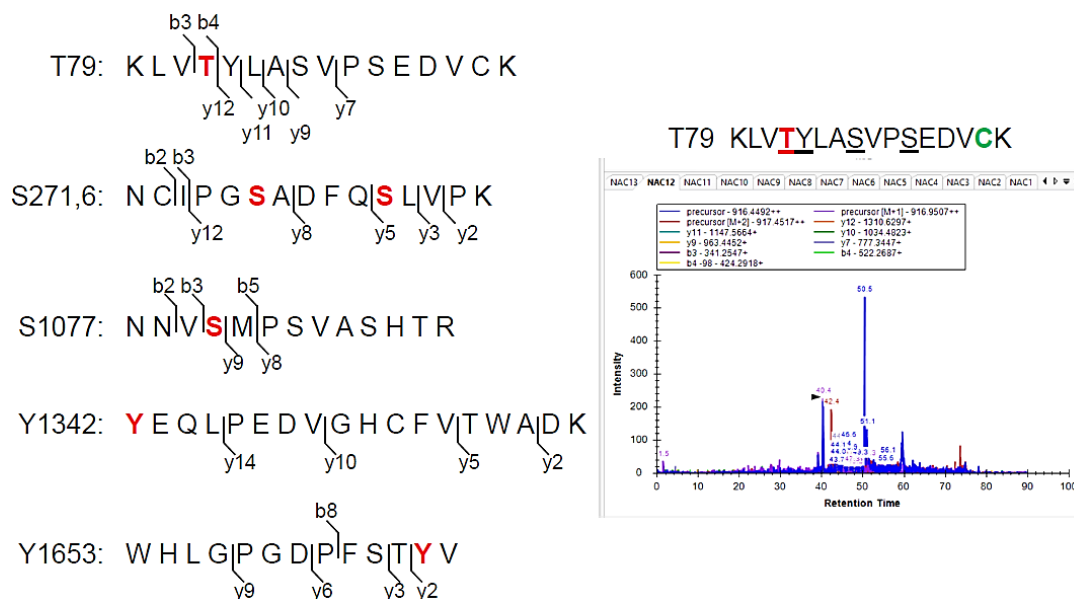 b3 b4
T79: K L V T Y L A S V P S E D V C K
y12 y10 y7
y11 y9
b2 b3
S271,6: N C I P G S A D F Q S L V P K
y12 y8 y5 y3 y2
b2 b3 b5
S1077: N N V S M P S V A S H T R
y9 y8
Y1342: Y E Q L P E D V G H C F V T W A D K
y14 y10 y5 y2
b8
Y1653: W H L G P G D P F S T Y V
y9 y6 y3 y2
T79 KLVTYLASVPSEDVCK
NAC13 NAC12 NAC11 NAC10 NAC9 NAC8 NAC7 NAC6 NAC5 NAC4 NAC3 NAC2 NAC1
precursor - 916.4492++ precursor [M+1] - 916.9507++
precursor [M+2] - 917.4517++ y12 - 1310.6297+
y11 - 1147.5664+ y10 - 1034.4823+
y9 - 963.4452+ y7 - 777.3447+
b3 - 341.2547+ b4 - 522.2687+
b4 -98 - 424.2918+
600
500
400
300
200
100
0
Intensity
50.5
40.4
42.4
51.1
56.1
55.6
1.5
0 10 20 30 40 50 60 70 80 90 100
Retention Time